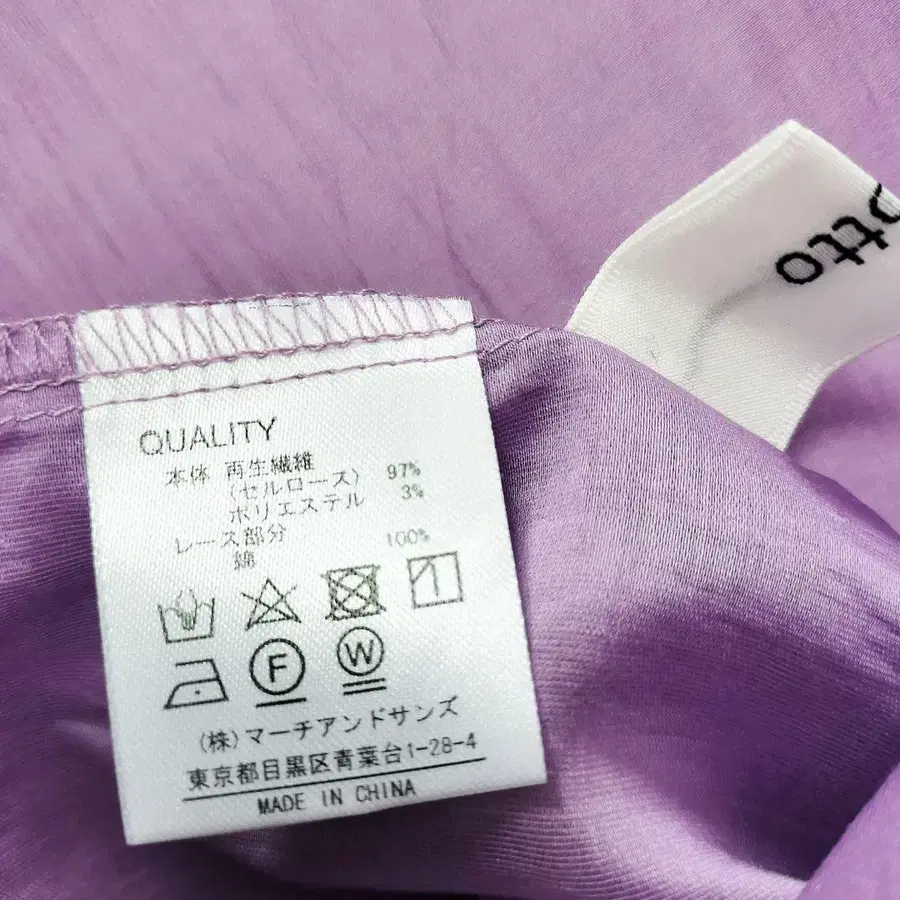 otto
QUALITY
本体 再生繊維
(セルロース) 97%
ポリエステル 3%
レース部分
綿 100%
F W
(株)マーチアンドサンズ
東京都目黒区青葉台1-28-4
MADE IN CHINA